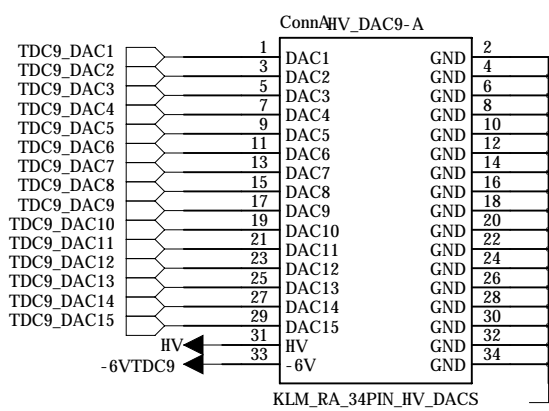 ConnAHV_DAC9-A
TDC9_DAC1 1 DAC1 GND 2
TDC9_DAC2 3 DAC2 GND 4
TDC9_DAC3 5 DAC3 GND 6
TDC9_DAC4 7 DAC4 GND 8
TDC9_DAC5 9 DAC5 GND 10
TDC9_DAC6 11 DAC6 GND 12
TDC9_DAC7 13 DAC7 GND 14
TDC9_DAC8 15 DAC8 GND 16
TDC9_DAC9 17 DAC9 GND 18
TDC9_DAC10 19 DAC10 GND 20
TDC9_DAC11 21 DAC11 GND 22
TDC9_DAC12 23 DAC12 GND 24
TDC9_DAC13 25 DAC13 GND 26
TDC9_DAC14 27 DAC14 GND 28
TDC9_DAC15 29 DAC15 GND 30
HV 31 HV GND 32
-6VTDC9 33 -6V GND 34
KLM_RA_34PIN_HV_DACS